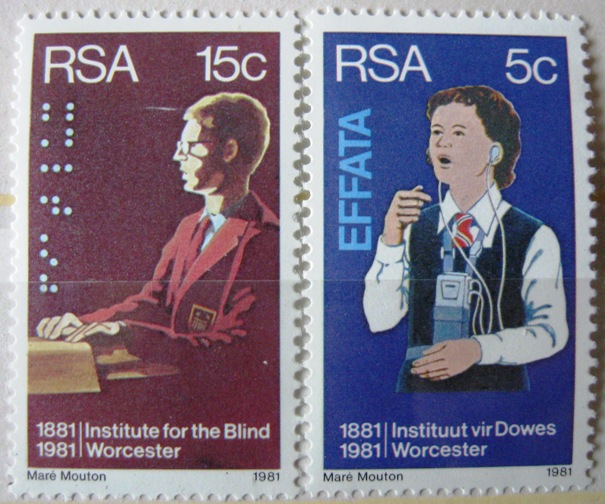 RSA 15c
1881 Institute for the Blind
1981 Worcester
Maré Mouton 1981
RSA 5c
EFFATA
1881 Instituut vir Dowes
1981 Worcester
Maré Mouton 1981